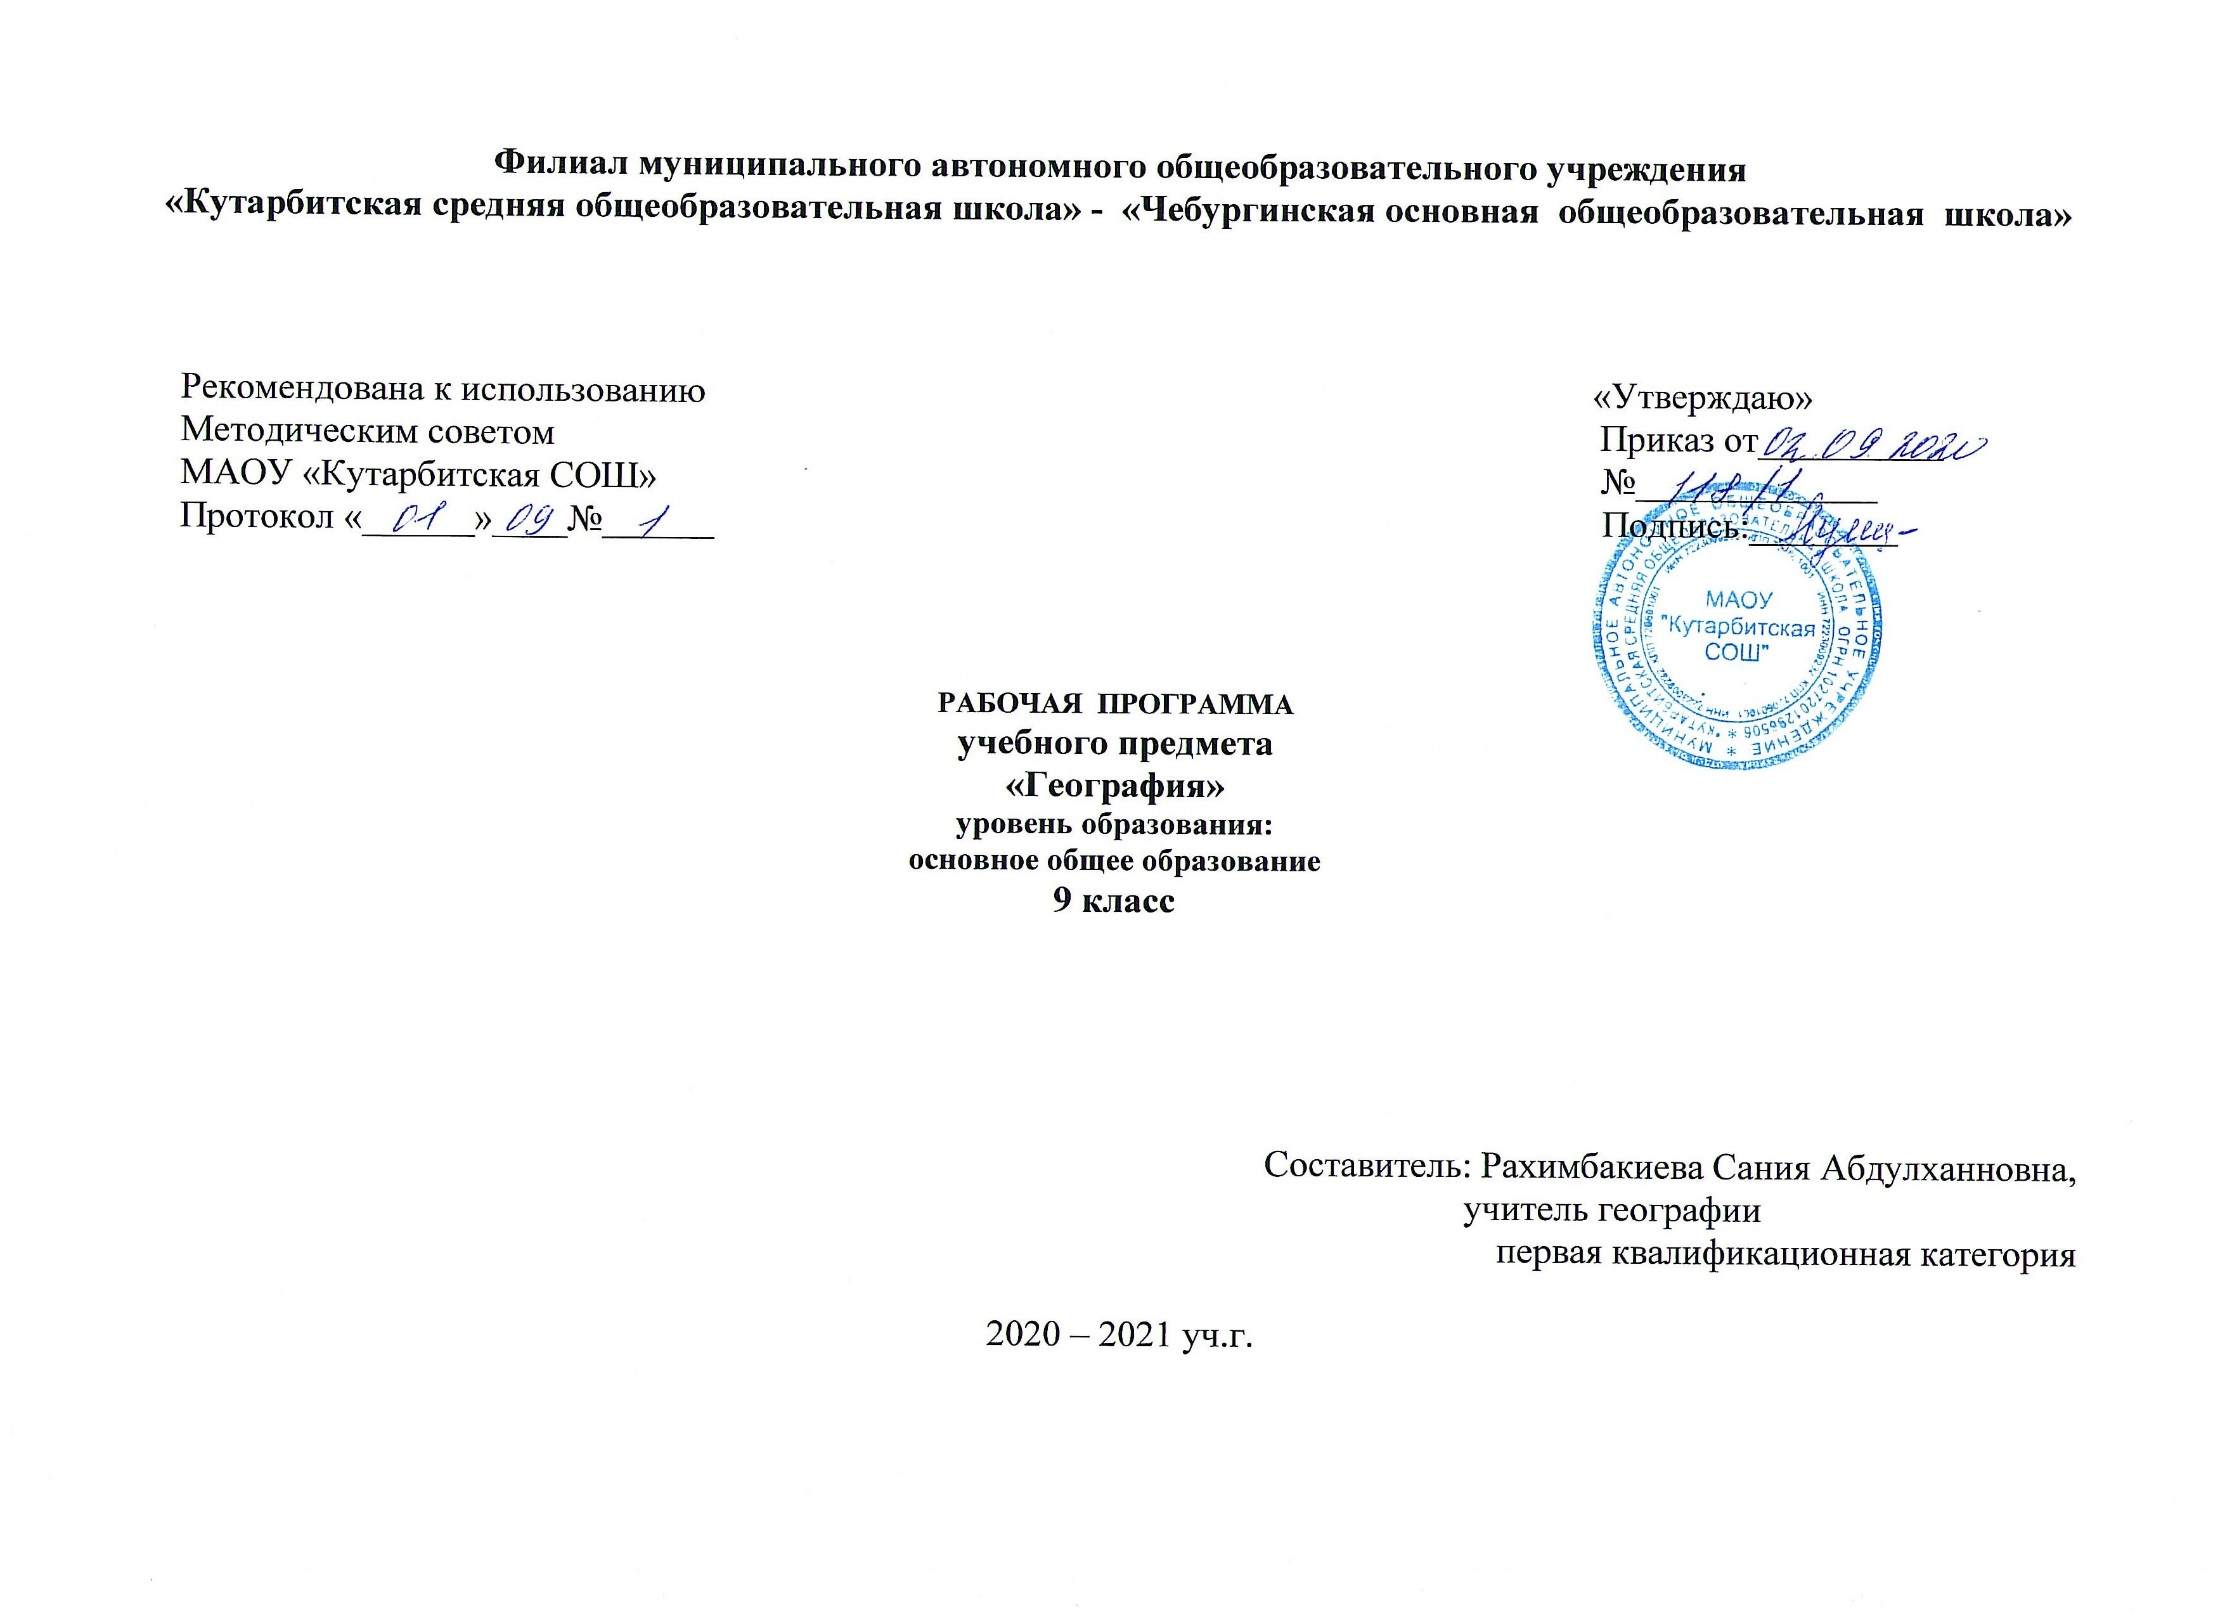 Филиал муниципального автономного общеобразовательного учреждения
«Кутарбитская средняя общеобразовательная школа» - «Чебургинская основная общеобразовательная школа»
Рекомендована к использованию
Методическим советом
МАОУ «Кутарбитская СОШ»
Протокол «01» 09 № 1
«Утверждаю»
Приказ от 02.09.2020
№ 118/1
Подпись:
МАОУ
"Кутарбитская
СОШ"
РАБОЧАЯ ПРОГРАММА
учебного предмета
«География»
уровень образования:
основное общее образование
9 класс
Составитель: Рахимбакиева Сания Абдулханновна,
учитель географии
первая квалификационная категория
2020 – 2021 уч.г.